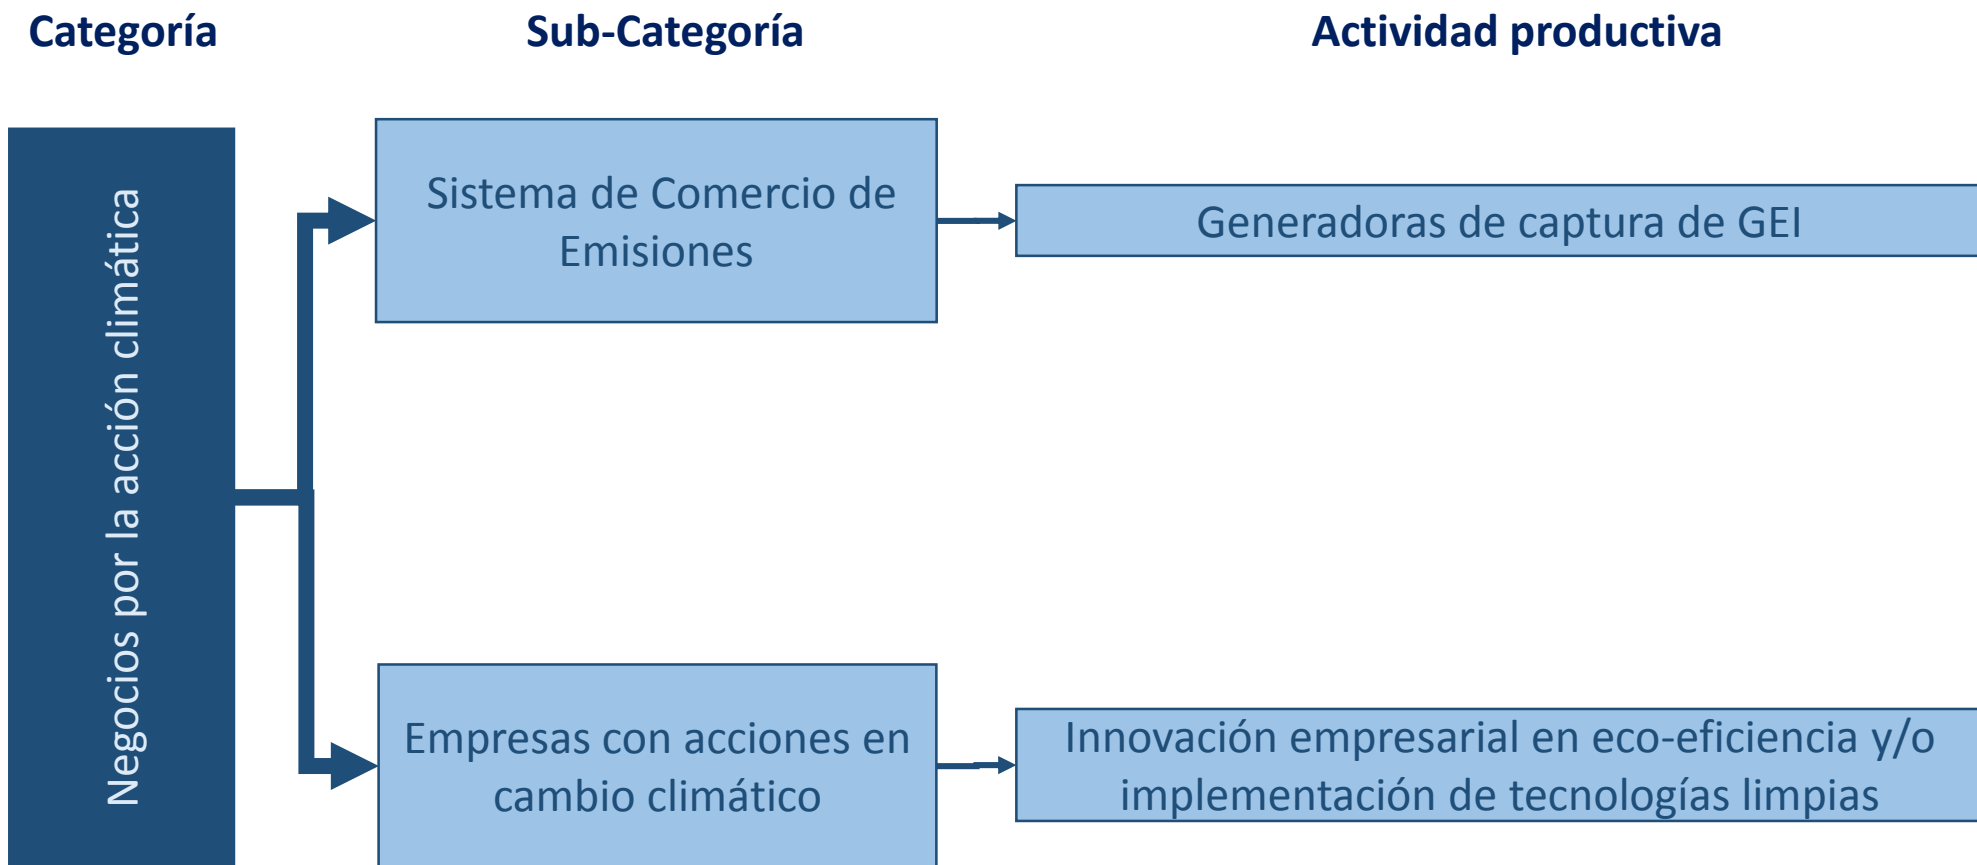 Categoría
Sub-Categoría
Actividad productiva
Negocios por la acción climática
Sistema de Comercio de
Emisiones
Generadoras de captura de GEI
Empresas con acciones en
cambio climático
Innovación empresarial en eco-eficiencia y/o
implementación de tecnologías limpias